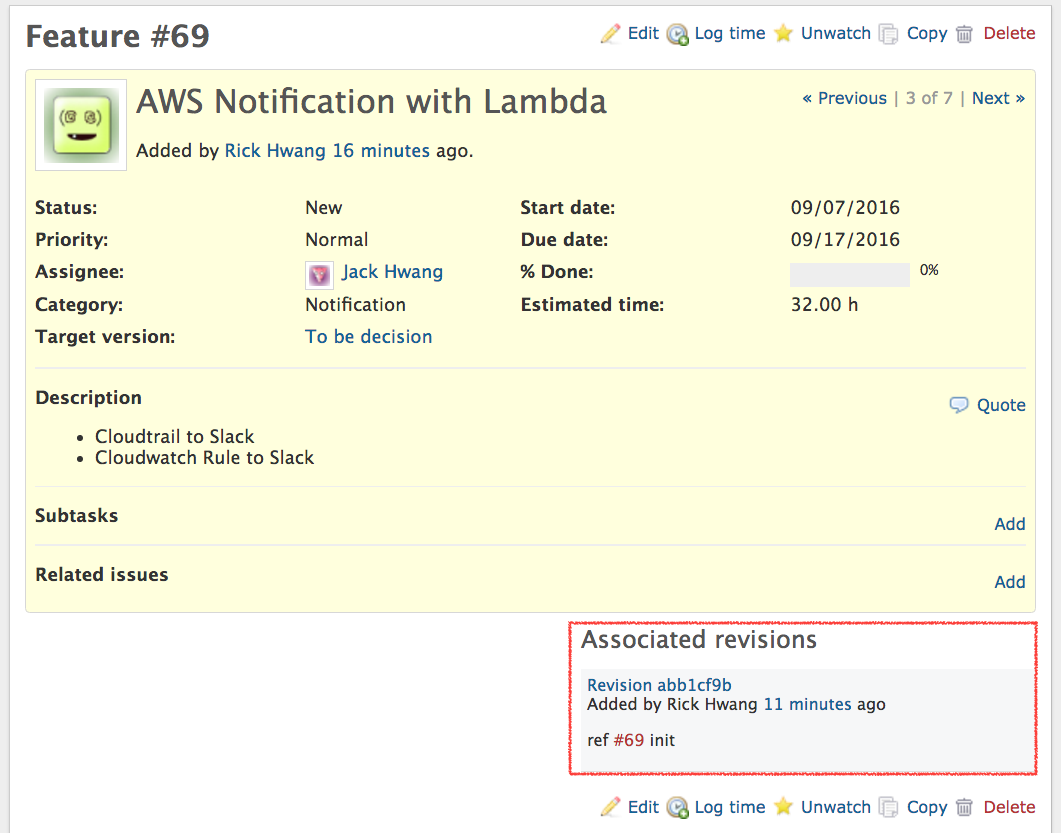 Feature #69
Edit Log time Unwatch Copy Delete
AWS Notification with Lambda
« Previous | 3 of 7 | Next »
Added by Rick Hwang 16 minutes ago.
Status: New Start date: 09/07/2016
Priority: Normal Due date: 09/17/2016
Assignee: Jack Hwang % Done: 0%
Category: Notification Estimated time: 32.00 h
Target version: To be decision
Description
Quote
• Cloudtrail to Slack
• Cloudwatch Rule to Slack
Subtasks
Add
Related issues
Add
Associated revisions
Revision abb1cf9b
Added by Rick Hwang 11 minutes ago
ref #69 init
Edit Log time Unwatch Copy Delete